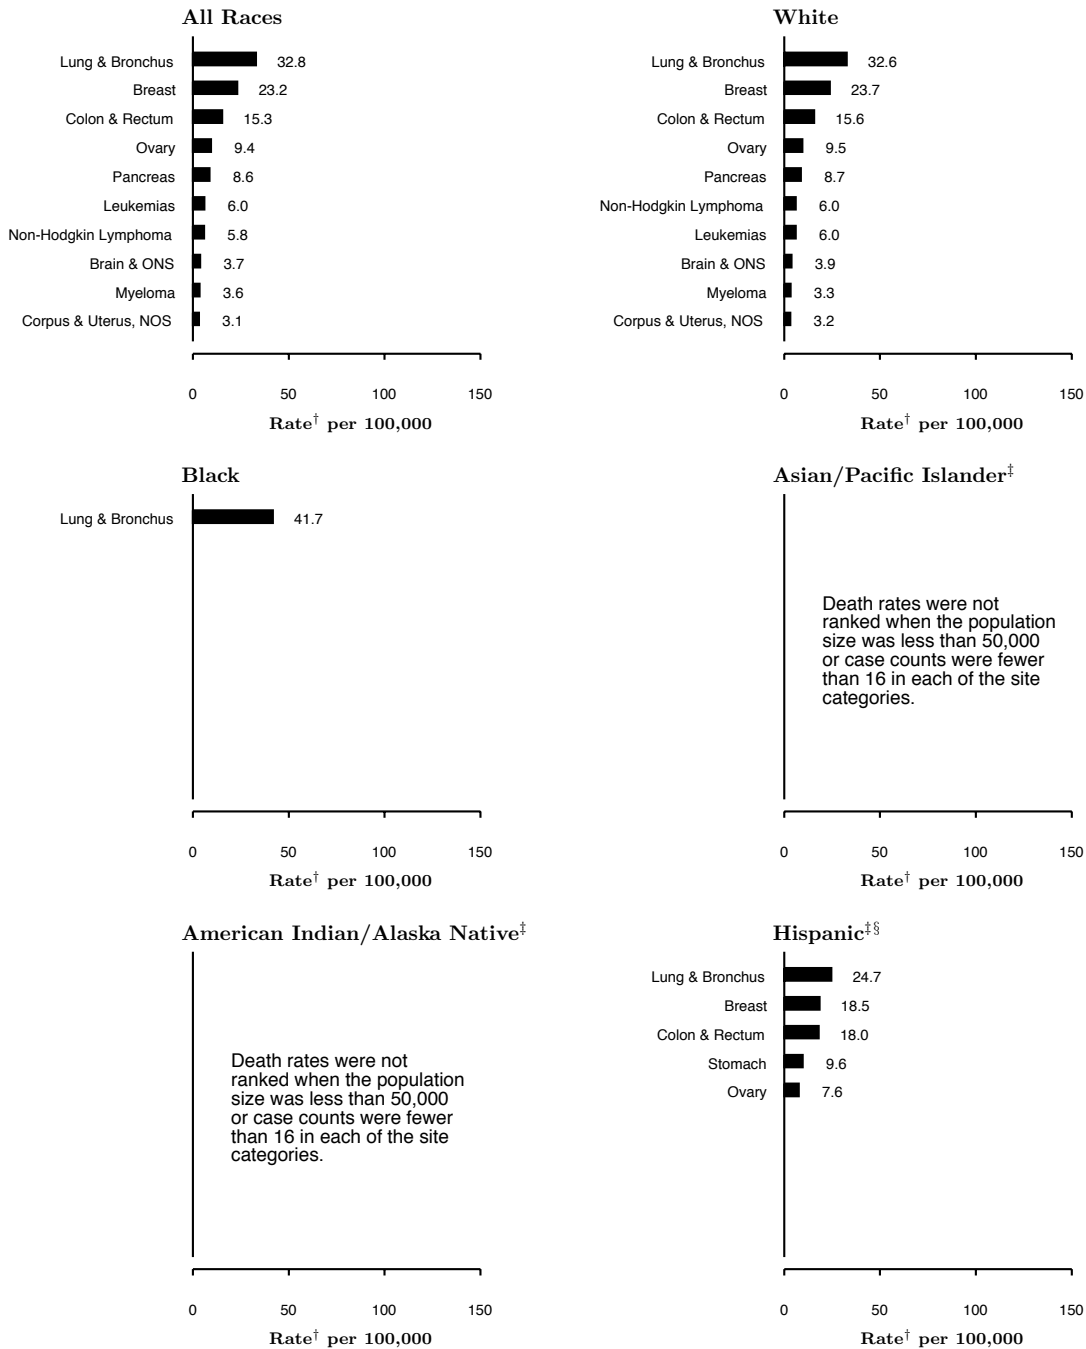 All Races
Lung & Bronchus 32.8
Breast 23.2
Colon & Rectum 15.3
Ovary 9.4
Pancreas 8.6
Leukemias 6.0
Non-Hodgkin Lymphoma 5.8
Brain & ONS 3.7
Myeloma 3.6
Corpus & Uterus, NOS 3.1
0 50 100 150
Rate† per 100,000
White
Lung & Bronchus 32.6
Breast 23.7
Colon & Rectum 15.6
Ovary 9.5
Pancreas 8.7
Non-Hodgkin Lymphoma 6.0
Leukemias 6.0
Brain & ONS 3.9
Myeloma 3.3
Corpus & Uterus, NOS 3.2
0 50 100 150
Rate† per 100,000
Black
Lung & Bronchus 41.7
0 50 100 150
Rate† per 100,000
Asian/Pacific Islander‡
Death rates were not
ranked when the population
size was less than 50,000
or case counts were fewer
than 16 in each of the site
categories.
0 50 100 150
Rate† per 100,000
American Indian/Alaska Native‡
Death rates were not
ranked when the population
size was less than 50,000
or case counts were fewer
than 16 in each of the site
categories.
0 50 100 150
Rate† per 100,000
Hispanic‡§
Lung & Bronchus 24.7
Breast 18.5
Colon & Rectum 18.0
Stomach 9.6
Ovary 7.6
0 50 100 150
Rate† per 100,000